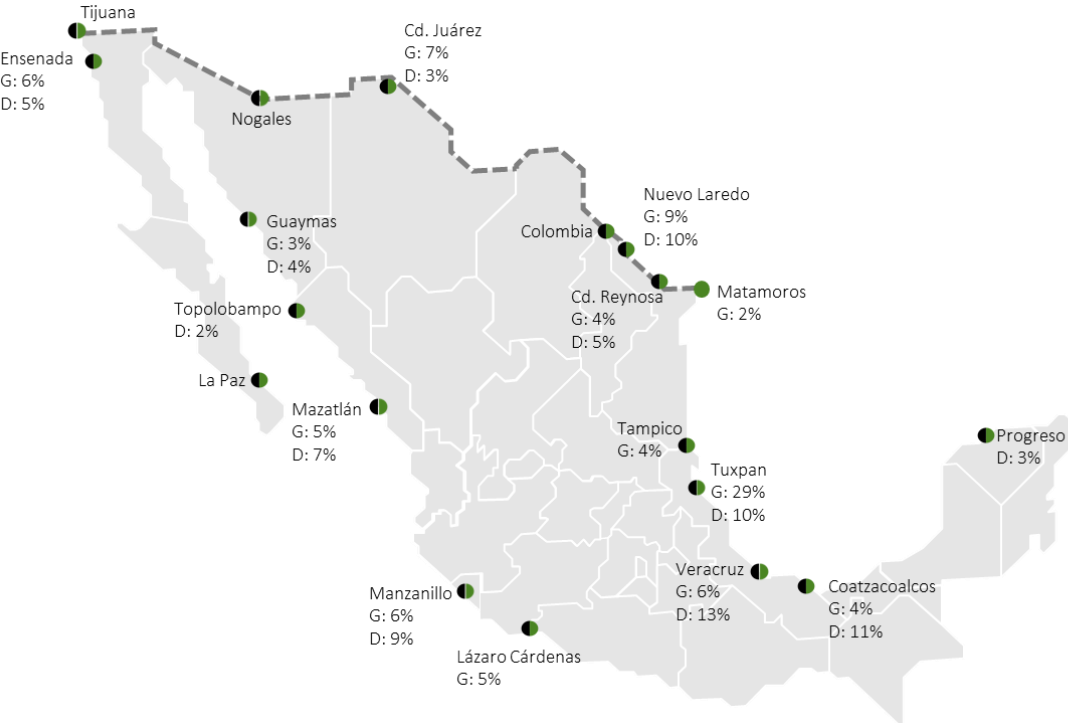 Tijuana
Ensenada
G: 6%
D: 5%
Nogales
Cd. Juárez
G: 7%
D: 3%
Guaymas
G: 3%
D: 4%
Topolobampo
D: 2%
La Paz
Mazatlán
G: 5%
D: 7%
Colombia
Nuevo Laredo
G: 9%
D: 10%
Cd. Reynosa
G: 4%
D: 5%
Matamoros
G: 2%
Tampico
G: 4%
Tuxpan
G: 29%
D: 10%
Progreso
D: 3%
Veracruz
G: 6%
D: 13%
Coatzacoalcos
G: 4%
D: 11%
Manzanillo
G: 6%
D: 9%
Lázaro Cárdenas
G: 5%